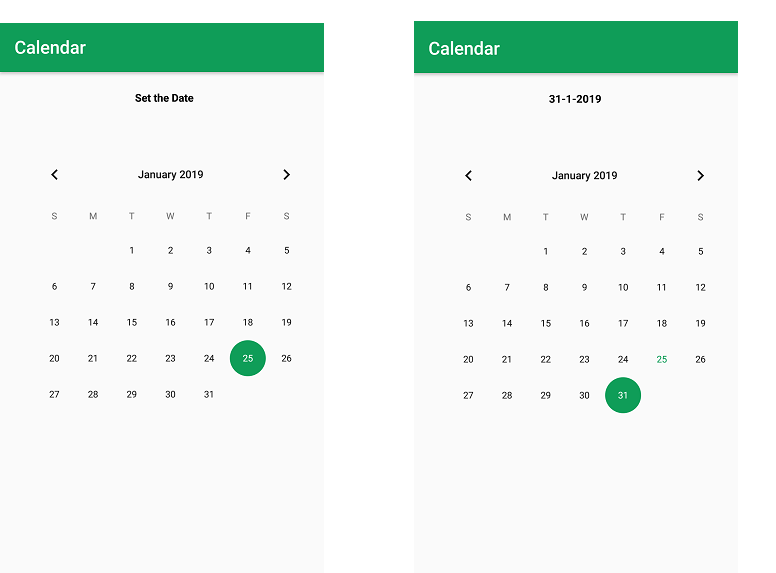 Calendar
Set the Date
January 2019
S M T W T F S
1 2 3 4 5
6 7 8 9 10 11 12
13 14 15 16 17 18 19
20 21 22 23 24 25 26
27 28 29 30 31
Calendar
31-1-2019
January 2019
S M T W T F S
1 2 3 4 5
6 7 8 9 10 11 12
13 14 15 16 17 18 19
20 21 22 23 24 25 26
27 28 29 30 31